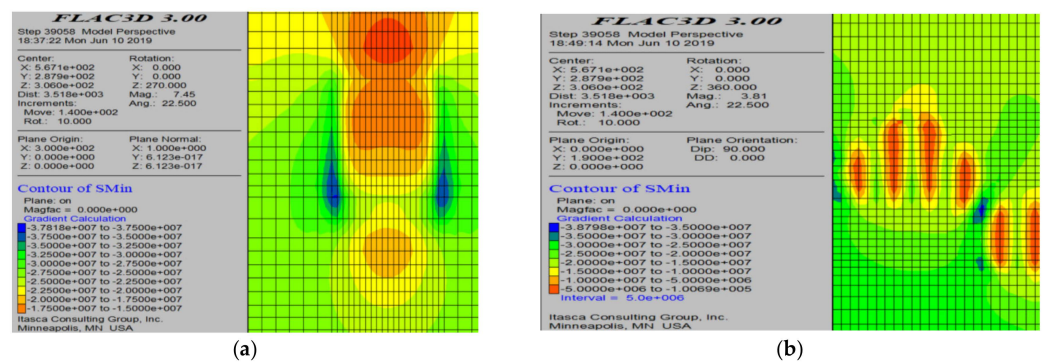 FLAC3D 3.00
Step 39058 Model Perspective
18:37:22 Mon Jun 10 2019
Center: Rotation:
X: 5.671e+002 X: 0.000
Y: 2.879e+002 Y: 0.000
Z: 3.060e+002 Z: 270.000
Dist: 3.518e+003 Mag.: 7.45
Increments: Ang.: 22.500
Move: 1.400e+002
Rot.: 10.000
Plane Origin: Plane Normal:
X: 3.000e+002 X: 1.000e+000
Y: 0.000e+000 Y: 6.123e-017
Z: 0.000e+000 Z: 6.123e-017
Contour of SMin
Plane: on
Magfac = 0.000e+000
Gradient Calculation
-3.7818e+007 to -3.7500e+007
-3.7500e+007 to -3.5000e+007
-3.5000e+007 to -3.2500e+007
-3.2500e+007 to -3.0000e+007
-3.0000e+007 to -2.7500e+007
-2.7500e+007 to -2.5000e+007
-2.5000e+007 to -2.2500e+007
-2.2500e+007 to -2.0000e+007
-2.0000e+007 to -1.7500e+007
-1.7500e+007 to -1.5000e+007
Itasca Consulting Group, Inc.
Minneapolis, MN USA
(a)
FLAC3D 3.00
Step 39058 Model Perspective
18:49:14 Mon Jun 10 2019
Center: Rotation:
X: 5.671e+002 X: 0.000
Y: 2.879e+002 Y: 0.000
Z: 3.060e+002 Z: 360.000
Dist: 3.518e+003 Mag.: 3.81
Increments: Ang.: 22.500
Move: 1.400e+002
Rot.: 10.000
Plane Origin: Plane Orientation:
X: 0.000e+000 Dip: 90.000
Y: 1.900e+002 DD: 0.000
Z: 0.000e+000
Contour of SMin
Plane: on
Magfac = 0.000e+000
Gradient Calculation
-3.8798e+007 to -3.5000e+007
-3.5000e+007 to -3.0000e+007
-3.0000e+007 to -2.5000e+007
-2.5000e+007 to -2.0000e+007
-2.0000e+007 to -1.5000e+007
-1.5000e+007 to -1.0000e+007
-1.0000e+007 to -5.0000e+006
-5.0000e+006 to -1.0069e+005
Interval = 5.0e+006
Itasca Consulting Group, Inc.
Minneapolis, MN USA
(b)